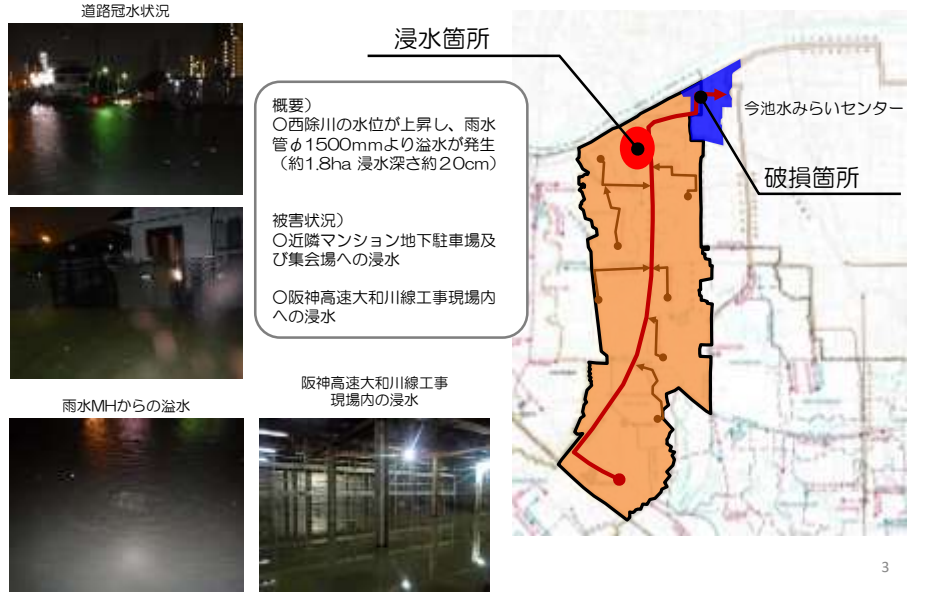 道路冠水状況
浸水箇所
概要）
○西除川の水位が上昇し、雨水
管φ1500mmより溢水が発生
（約1.8ha 浸水深さ約20cm）
被害状況）
○近隣マンション地下駐車場及
び集会場への浸水
○阪神高速大和川線工事現場内
への浸水
今池水みらいセンター
破損箇所
雨水MHからの溢水
阪神高速大和川線工事
現場内の浸水
3